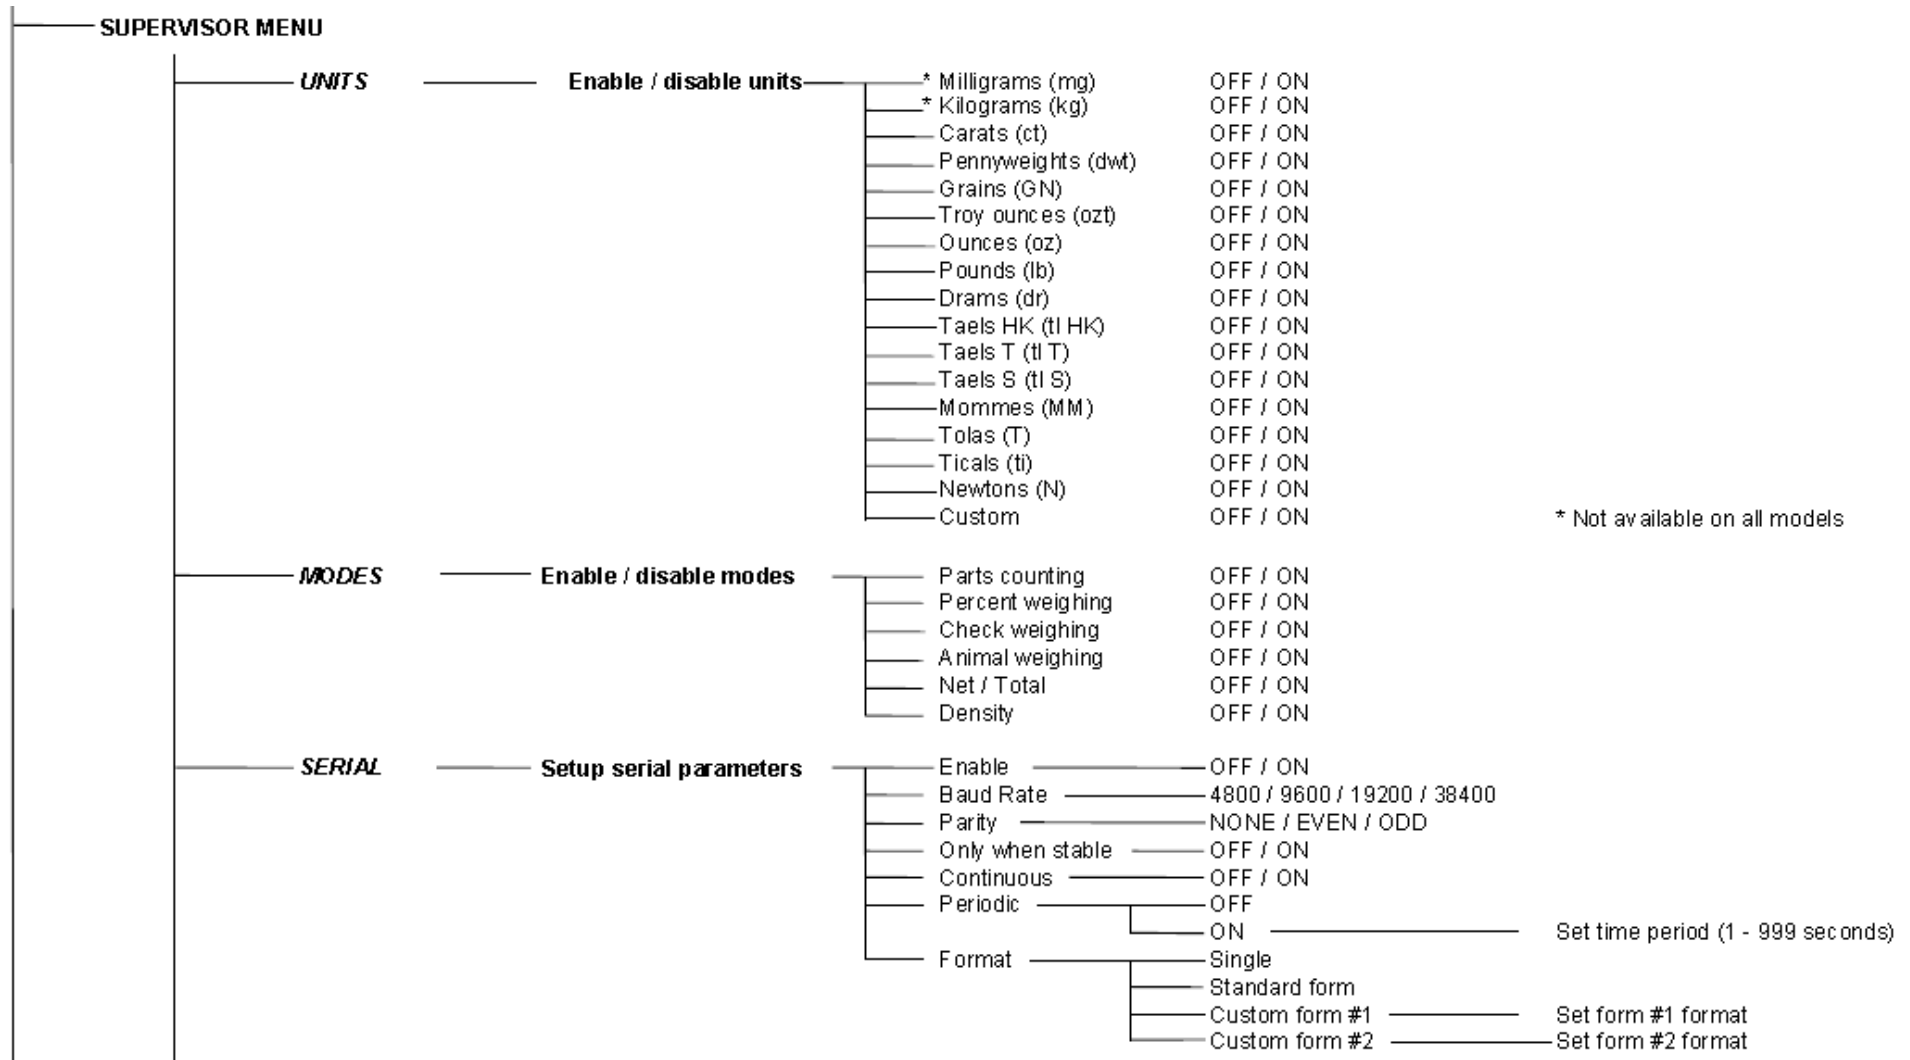 SUPERVISOR MENU
UNITS Enable / disable units * Milligrams (mg) OFF / ON
* Kilograms (kg) OFF / ON
Carats (ct) OFF / ON
Pennyweights (dwt) OFF / ON
Grains (GN) OFF / ON
Troy ounces (ozt) OFF / ON
Ounces (oz) OFF / ON
Pounds (lb) OFF / ON
Drams (dr) OFF / ON
Taels HK (tl HK) OFF / ON
Taels T (tl T) OFF / ON
Taels S (tl S) OFF / ON
Mommes (MM) OFF / ON
Tolas (T) OFF / ON
Ticals (ti) OFF / ON
Newtons (N) OFF / ON
Custom OFF / ON * Not available on all models
MODES Enable / disable modes Parts counting OFF / ON
Percent weighing OFF / ON
Check weighing OFF / ON
Animal weighing OFF / ON
Net / Total OFF / ON
Density OFF / ON
SERIAL Setup serial parameters Enable OFF / ON
Baud Rate 4800 / 9600 / 19200 / 38400
Parity NONE / EVEN / ODD
Only when stable OFF / ON
Continuous OFF / ON
Periodic OFF
ON Set time period (1 - 999 seconds)
Format Single
Standard form
Custom form #1 Set form #1 format
Custom form #2 Set form #2 format